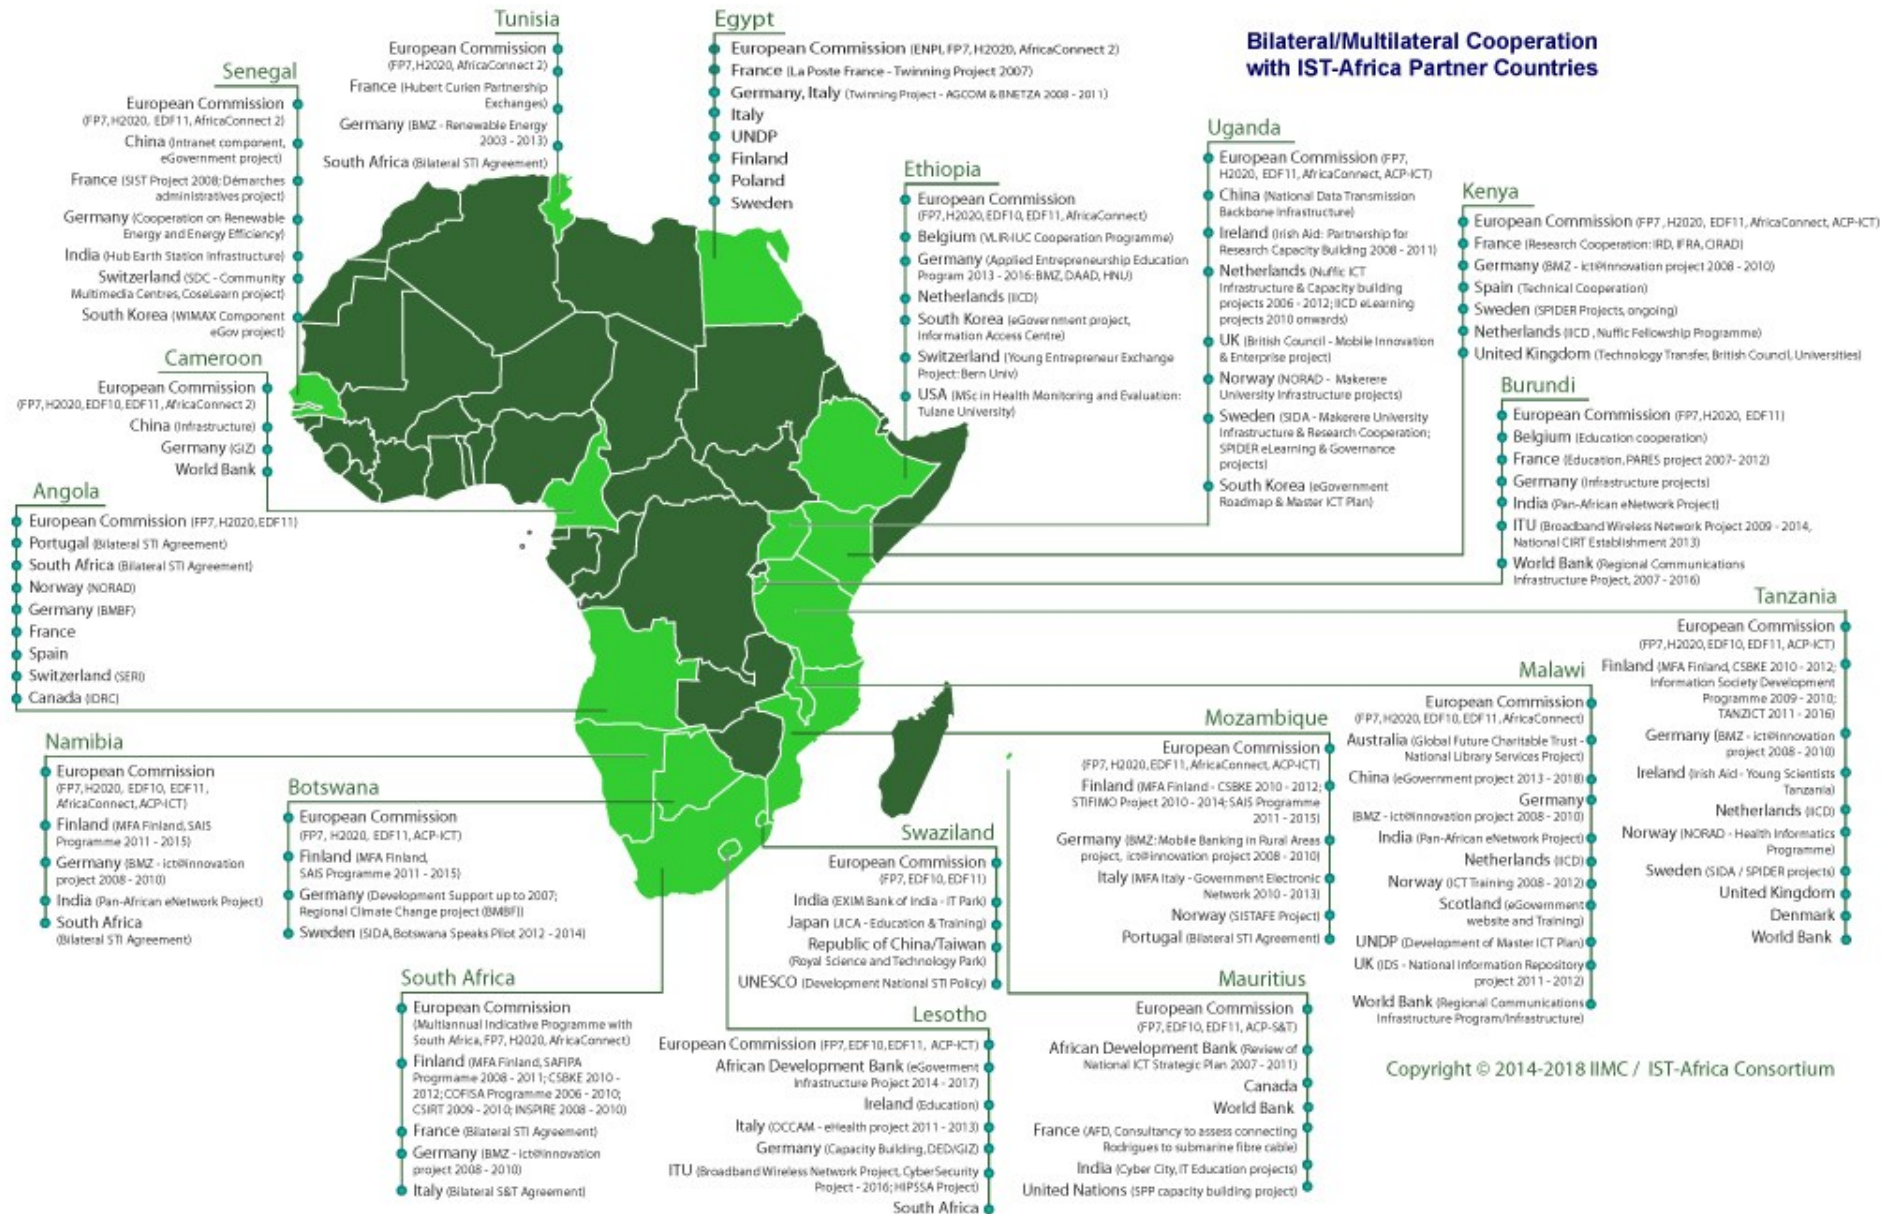 Bilateral/Multilateral Cooperation
with IST-Africa Partner Countries
Tunisia
European Commission
(FP7, H2020, AfricaConnect 2)
France (Hubert Curien Partnership
Exchanges)
Germany (BMZ - Renewable Energy
2003 - 2013)
South Africa (Bilateral STI Agreement)
Egypt
European Commission (ENPI, FP7, H2020, AfricaConnect 2)
France (La Poste France - Twinning Project 2007)
Germany, Italy (Twinning Project - AGCOM & BNETZA 2008 - 2011)
Italy
UNDP
Finland
Poland
Sweden
Senegal
European Commission
(FP7, H2020, EDF11, AfricaConnect 2)
China (Intranet component,
eGovernment project)
France (SIST Project 2008; Démarches
administratives project)
Germany (Cooperation on Renewable
Energy and Energy Efficiency)
India (Hub Earth Station Infrastructure)
Switzerland (SDC - Community
Multimedia Centres, CoseLearn project)
South Korea (WIMAX Component
eGov project)
Cameroon
European Commission
(FP7, H2020, EDF10, EDF11, AfricaConnect 2)
China (Infrastructure)
Germany (GIZ)
World Bank
Angola
European Commission (FP7, H2020, EDF11)
Portugal (Bilateral STI Agreement)
South Africa (Bilateral STI Agreement)
Norway (NORAD)
Germany (BMBF)
France
Spain
Switzerland (SERI)
Canada (IDRC)
Namibia
European Commission
(FP7, H2020, EDF10, EDF11,
AfricaConnect, ACP-ICT)
Finland (MFA Finland, SAIS
Programme 2011 - 2015)
Germany (BMZ - ict@innovation
project 2008 - 2010)
India (Pan-African eNetwork Project)
South Africa
(Bilateral STI Agreement)
Botswana
European Commission
(FP7, H2020, EDF11, ACP-ICT)
Finland (MFA Finland,
SAIS Programme 2011 - 2015)
Germany (Development Support up to 2007;
Regional Climate Change project (BMBF))
Sweden (SIDA, Botswana Speaks Pilot 2012 - 2014)
South Africa
European Commission
(Multiannual Indicative Programme with
South Africa, FP7, H2020, AfricaConnect)
Finland (MFA Finland, SAFIPA
Progrmame 2008 - 2011; CSBKE 2010 -
2012; COFISA Programme 2006 - 2010;
CSIRT 2009 - 2010; INSPIRE 2008 - 2010)
France (Bilateral STI Agreement)
Germany (BMZ - ict@innovation
project 2008 - 2010)
Italy (Bilateral S&T Agreement)
Ethiopia
European Commission
(FP7, H2020, EDF10, EDF11, AfricaConnect)
Belgium (VLIR-IUC Cooperation Programme)
Germany (Applied Entrepreneurship Education
Program 2013 - 2016: BMZ, DAAD, HNU)
Netherlands (IICD)
South Korea (eGovernment project,
Information Access Centre)
Switzerland (Young Entrepreneur Exchange
Project: Bern Univ)
USA (MSc in Health Monitoring and Evaluation:
Tulane University)
Uganda
European Commission (FP7,
H2020, EDF11, AfricaConnect, ACP-ICT)
China (National Data Transmission
Backbone Infrastructure)
Ireland (Irish Aid: Partnership for
Research Capacity Building 2008 - 2011)
Netherlands (Nuffic ICT
Infrastructure & Capacity building
projects 2006 - 2012; IICD eLearning
projects 2010 onwards)
UK (British Council - Mobile Innovation
& Enterprise project)
Norway (NORAD - Makerere
University Infrastructure projects)
Sweden (SIDA - Makerere University
Infrastructure & Research Cooperation;
SPIDER eLearning & Governance
projects)
South Korea (eGovernment
Roadmap & Master ICT Plan)
Kenya
European Commission (FP7, H2020, EDF11, AfricaConnect, ACP-ICT)
France (Research Cooperation: IRD, IFRA, CIRAD)
Germany (BMZ - ict@innovation project 2008 - 2010)
Spain (Technical Cooperation)
Sweden (SPIDER Projects, ongoing)
Netherlands (IICD, Nuffic Fellowship Programme)
United Kingdom (Technology Transfer, British Council, Universities)
Burundi
European Commission (FP7, H2020, EDF11)
Belgium (Education cooperation)
France (Education, PARES project 2007- 2012)
Germany (Infrastructure projects)
India (Pan-African eNetwork Project)
ITU (Broadband Wireless Network Project 2009 - 2014,
National CIRT Establishment 2013)
World Bank (Regional Communications
Infrastructure Project, 2007 - 2016)
Tanzania
European Commission
(FP7, H2020, EDF10, EDF11, ACP-ICT)
Finland (MFA Finland, CSBKE 2010 - 2012;
Information Society Development
Programme 2009 - 2010;
TANZICT 2011 - 2016)
Germany (BMZ - ict@innovation
project 2008 - 2010)
Ireland (Irish Aid - Young Scientists
Tanzania)
Netherlands (IICD)
Norway (NORAD - Health Informatics
Programme)
Sweden (SIDA / SPIDER projects)
United Kingdom
Denmark
World Bank
Malawi
European Commission
(FP7, H2020, EDF10, EDF11, AfricaConnect)
Australia (Global Future Charitable Trust -
National Library Services Project)
China (eGovernment project 2013 - 2018)
Germany
(BMZ - ict@innovation project 2008 - 2010)
India (Pan-African eNetwork Project)
Netherlands (IICD)
Norway (ICT Training 2008 - 2012)
Scotland (eGovernment
website and Training)
UNDP (Development of Master ICT Plan)
UK (IDS - National Information Repository
project 2011 - 2012)
World Bank (Regional Communications
Infrastructure Program/Infrastructure)
Mozambique
European Commission
(FP7, H2020, EDF11, AfricaConnect, ACP-ICT)
Finland (MFA Finland - CSBKE 2010 - 2012;
STIFIMO Project 2010 - 2014; SAIS Programme
2011 - 2015)
Germany (BMZ: Mobile Banking in Rural Areas
project, ict@innovation project 2008 - 2010)
Italy (MFA Italy - Government Electronic
Network 2010 - 2013)
Norway (SISTAFE Project)
Portugal (Bilateral STI Agreement)
Swaziland
European Commission
(FP7, EDF10, EDF11)
India (EXIM Bank of India - IT Park)
Japan (JICA - Education & Training)
Republic of China/Taiwan
(Royal Science and Technology Park)
UNESCO (Development National STI Policy)
Lesotho
European Commission (FP7, EDF10, EDF11, ACP-ICT)
African Development Bank (eGoverment
Infrastructure Project 2014 - 2017)
Ireland (Education)
Italy (OCCAM - eHealth project 2011 - 2013)
Germany (Capacity Building, DED/GIZ)
ITU (Broadband Wireless Network Project, CyberSecurity
Project - 2016; HIPSSA Project)
South Africa
Mauritius
European Commission
(FP7, EDF10, EDF11, ACP-S&T)
African Development Bank (Review of
National ICT Strategic Plan 2007 - 2011)
Canada
World Bank
France (AFD, Consultancy to assess connecting
Rodrigues to submarine fibre cable)
India (Cyber City, IT Education projects)
United Nations (SPP capacity building project)
Copyright © 2014-2018 IIMC / IST-Africa Consortium